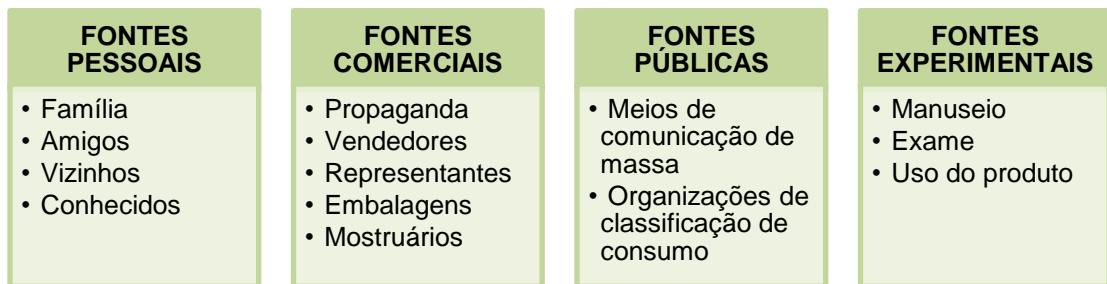 FONTES
PESSOAIS
• Família
• Amigos
• Vizinhos
• Conhecidos
FONTES
COMERCIAIS
• Propaganda
• Vendedores
• Representantes
• Embalagens
• Mostruários
FONTES
PÚBLICAS
• Meios de
comunicação de
massa
• Organizações de
classificação de
consumo
FONTES
EXPERIMENTAIS
• Manuseio
• Exame
• Uso do produto